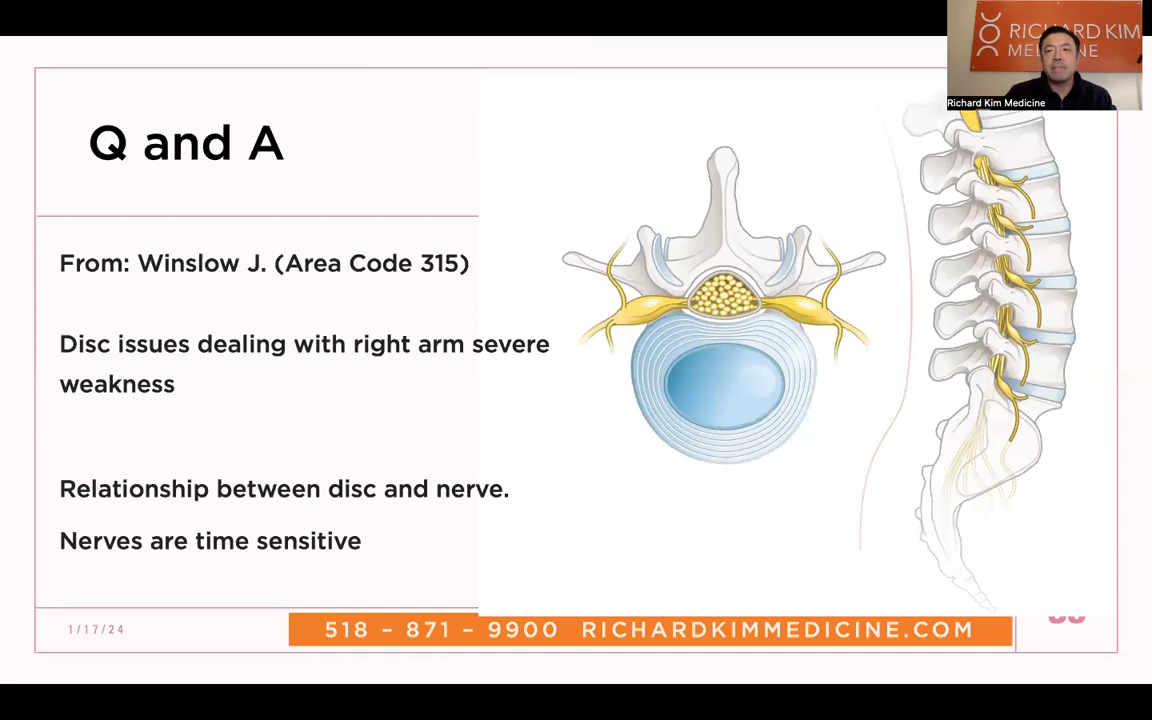 RICHARD KIM
MEDICINE
Richard Kim Medicine
Q and A
From: Winslow J. (Area Code 315)
Disc issues dealing with right arm severe
weakness
Relationship between disc and nerve.
Nerves are time sensitive
1/17/24
518 – 871 – 9900 RICHARDKIMMEDICINE.COM